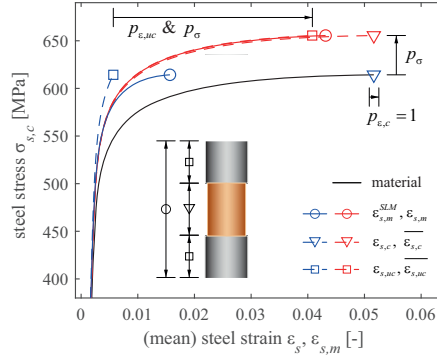 p_{ε,uc} & p_σ
p_σ
p_{ε,c} = 1
steel stress σ_{s,c} [MPa]
700
650
600
550
500
450
400
material
ε_{s,m}^{SLM}, ε_{s,m}
ε_{s,c}, \overline{ε_{s,c}}
ε_{s,uc}, \overline{ε_{s,uc}}
0 0.01 0.02 0.03 0.04 0.05 0.06
(mean) steel strain ε_s, ε_{s,m} [-]